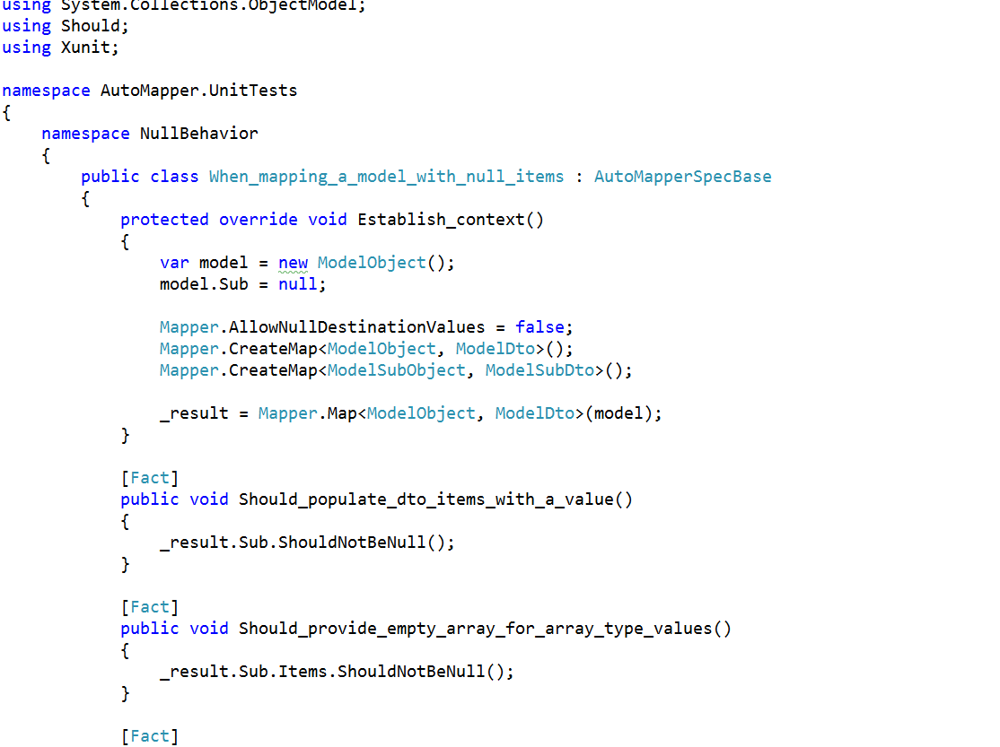 using System.Collections.ObjectModel;
using Should;
using Xunit;

namespace AutoMapper.UnitTests
{
    namespace NullBehavior
    {
        public class When_mapping_a_model_with_null_items : AutoMapperSpecBase
        {
            protected override void Establish_context()
            {
                var model = new ModelObject();
                model.Sub = null;

                Mapper.AllowNullDestinationValues = false;
                Mapper.CreateMap<ModelObject, ModelDto>();
                Mapper.CreateMap<ModelSubObject, ModelSubDto>();

                _result = Mapper.Map<ModelObject, ModelDto>(model);
            }

            [Fact]
            public void Should_populate_dto_items_with_a_value()
            {
                _result.Sub.ShouldNotBeNull();
            }

            [Fact]
            public void Should_provide_empty_array_for_array_type_values()
            {
                _result.Sub.Items.ShouldNotBeNull();
            }

            [Fact]